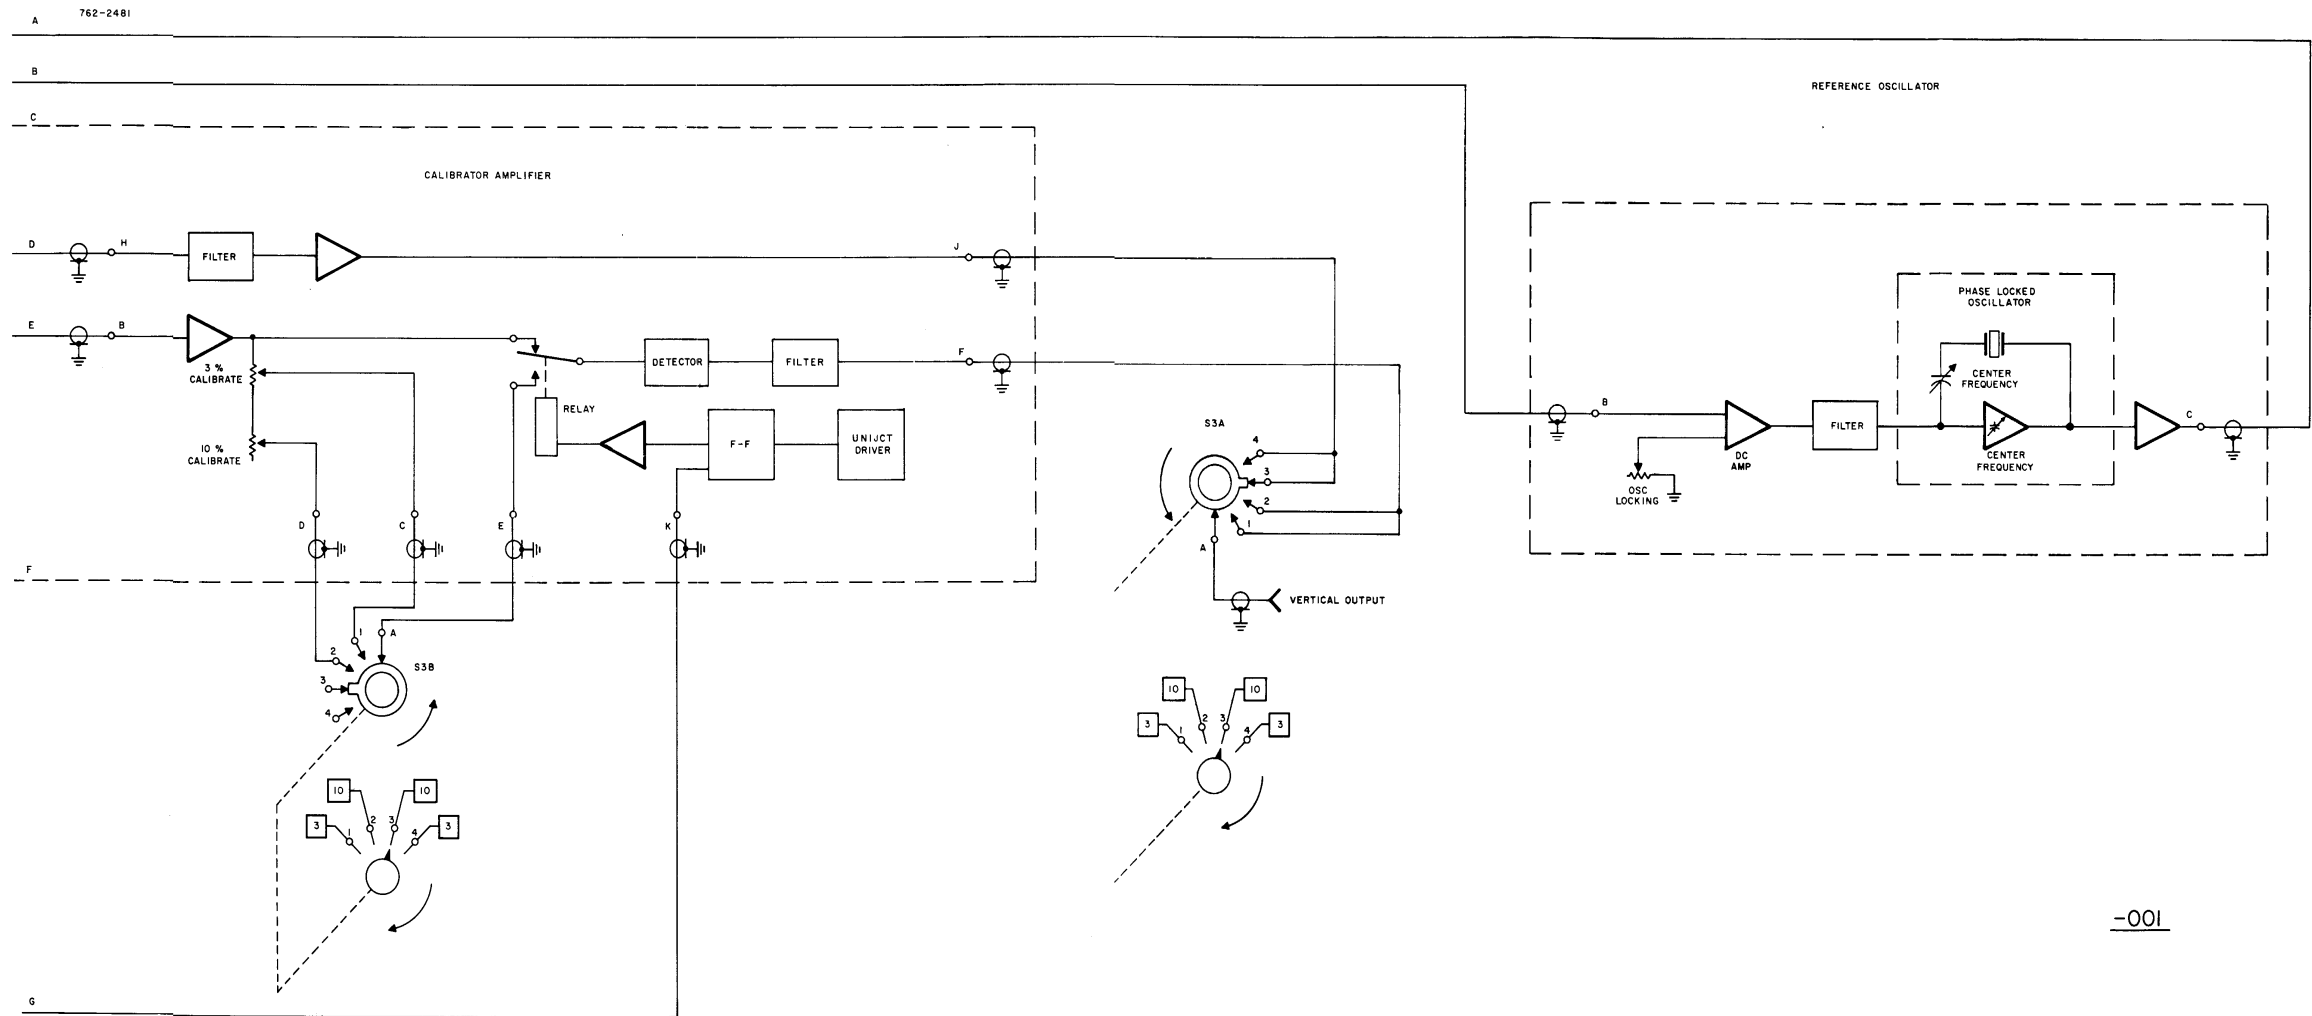 762-2481
A
B
REFERENCE OSCILLATOR
C
CALIBRATOR AMPLIFIER
D
H
FILTER
J
E
B
3 %
CALIBRATE
10 %
CALIBRATE
DETECTOR
FILTER
F
RELAY
F-F
UNIJCT
DRIVER
D
C
E
K
F
S3A
4
3
2
1
A
VERTICAL OUTPUT
PHASE LOCKED
OSCILLATOR
CENTER
FREQUENCY
B
DC
AMP
FILTER
CENTER
FREQUENCY
C
OSC
LOCKING
1
A
2
3
4
S3B
10
10
3
3
1
2
3
4
10
10
3
3
1
2
3
4
-001
G